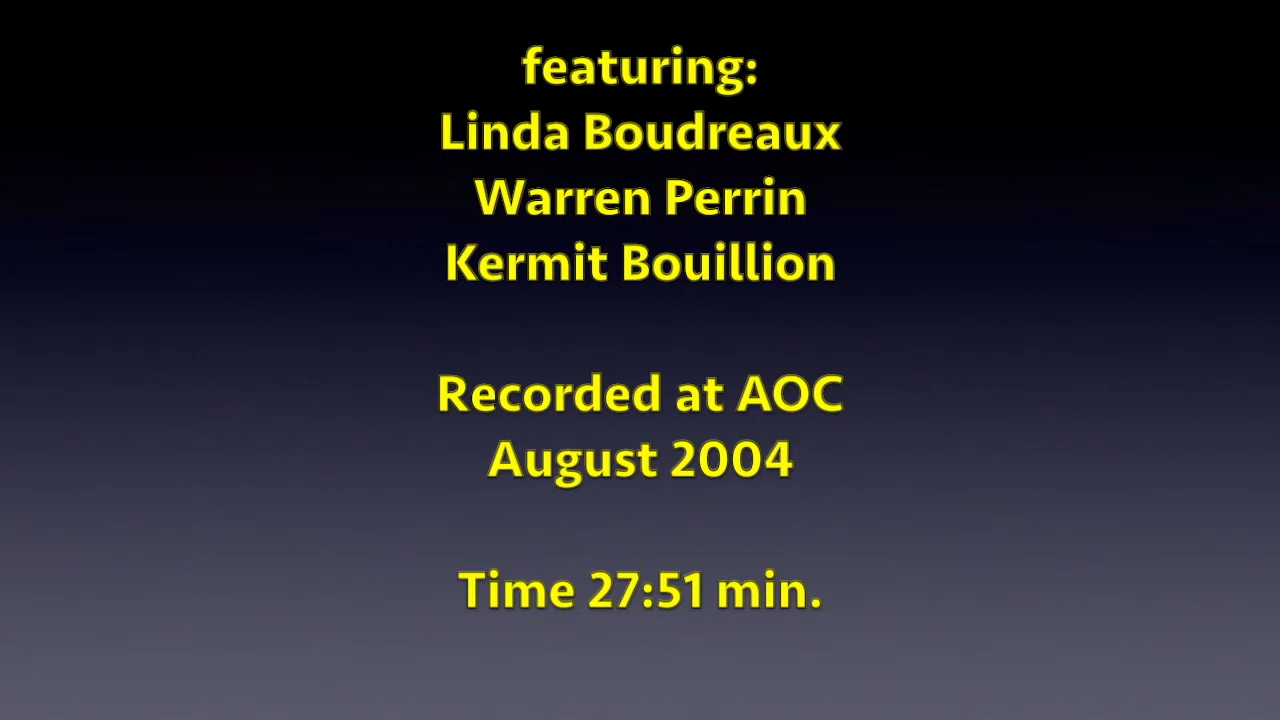 featuring:
Linda Boudreaux
Warren Perrin
Kermit Bouillion
Recorded at AOC
August 2004
Time 27:51 min.